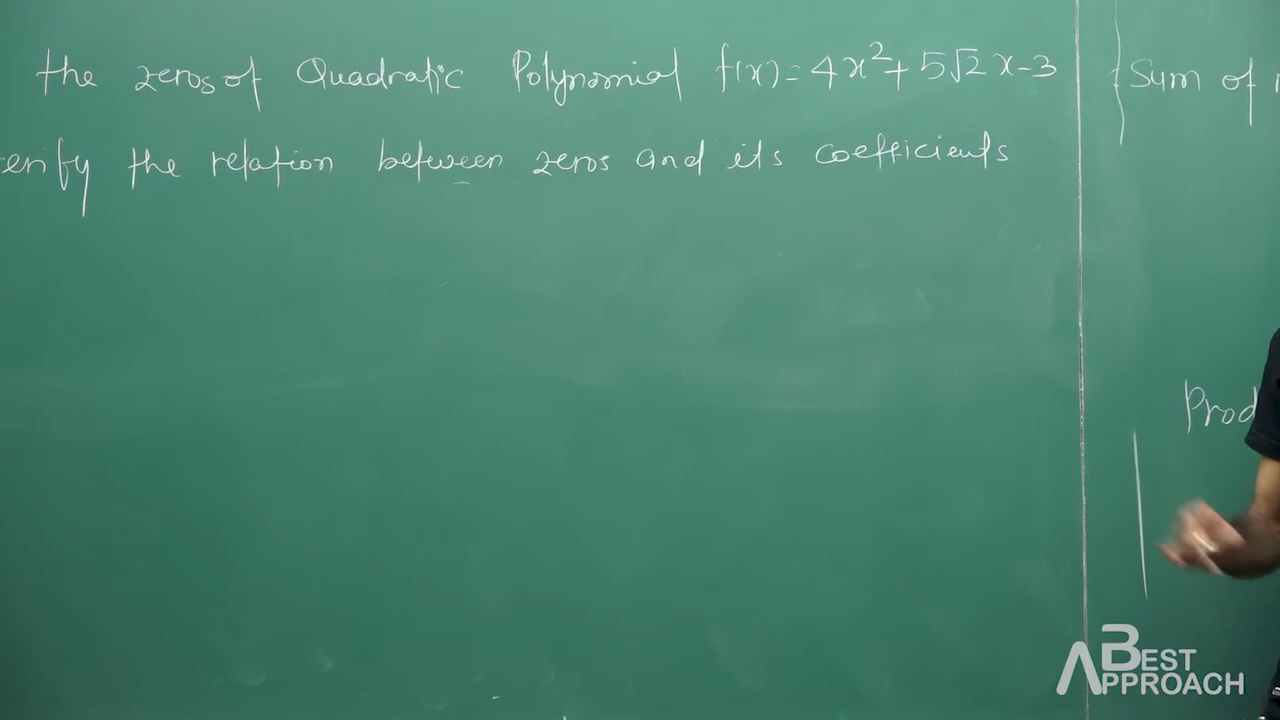 the zeros of Quadratic Polynomial f(x) = 4x² + 5√2 x - 3
erify the relation between zeros and its coefficients
Sum of
Prod
BEST
APPROACH